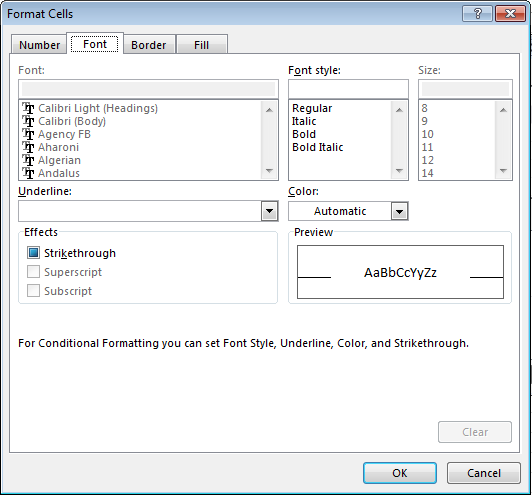 Format Cells
Number Font Border Fill
Font: Font style: Size:
Calibri Light (Headings) Regular 8
Calibri (Body) Italic 9
Agency FB Bold 10
Aharoni Bold Italic 11
Algerian 12
Andalus 14
Underline: Color:
Automatic
Effects Preview
Strikethrough
Superscript AaBbCcYyZz
Subscript
For Conditional Formatting you can set Font Style, Underline, Color, and Strikethrough.
Clear
OK Cancel